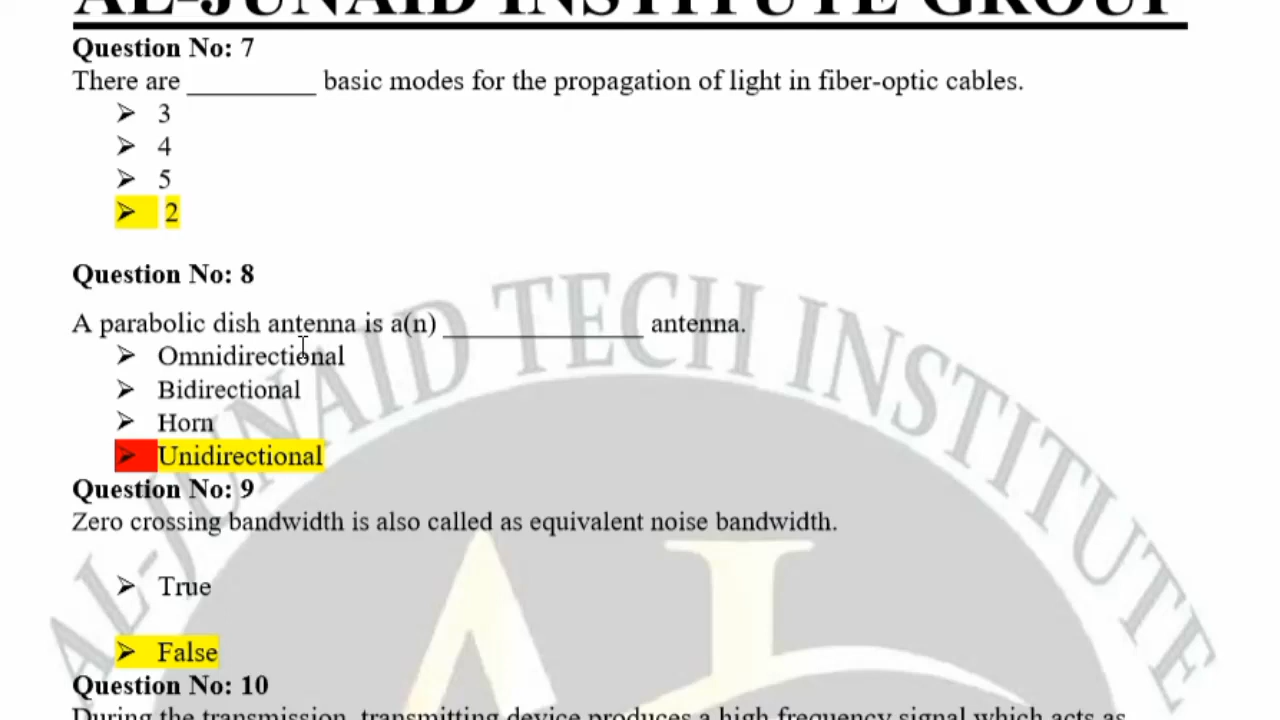 AL-JUNAID INSTITUTE GROUP
Question No: 7
There are _________ basic modes for the propagation of light in fiber-optic cables.
➢ 3
➢ 4
➢ 5
➢ 2
Question No: 8
A parabolic dish antenna is a(n) ______________ antenna.
➢ Omnidirectional
➢ Bidirectional
➢ Horn
➢ Unidirectional
Question No: 9
Zero crossing bandwidth is also called as equivalent noise bandwidth.
➢ True
➢ False
Question No: 10
During the transmission, transmitting device produces a high frequency signal which acts as
AL-JUNAID TECH INSTITUTE